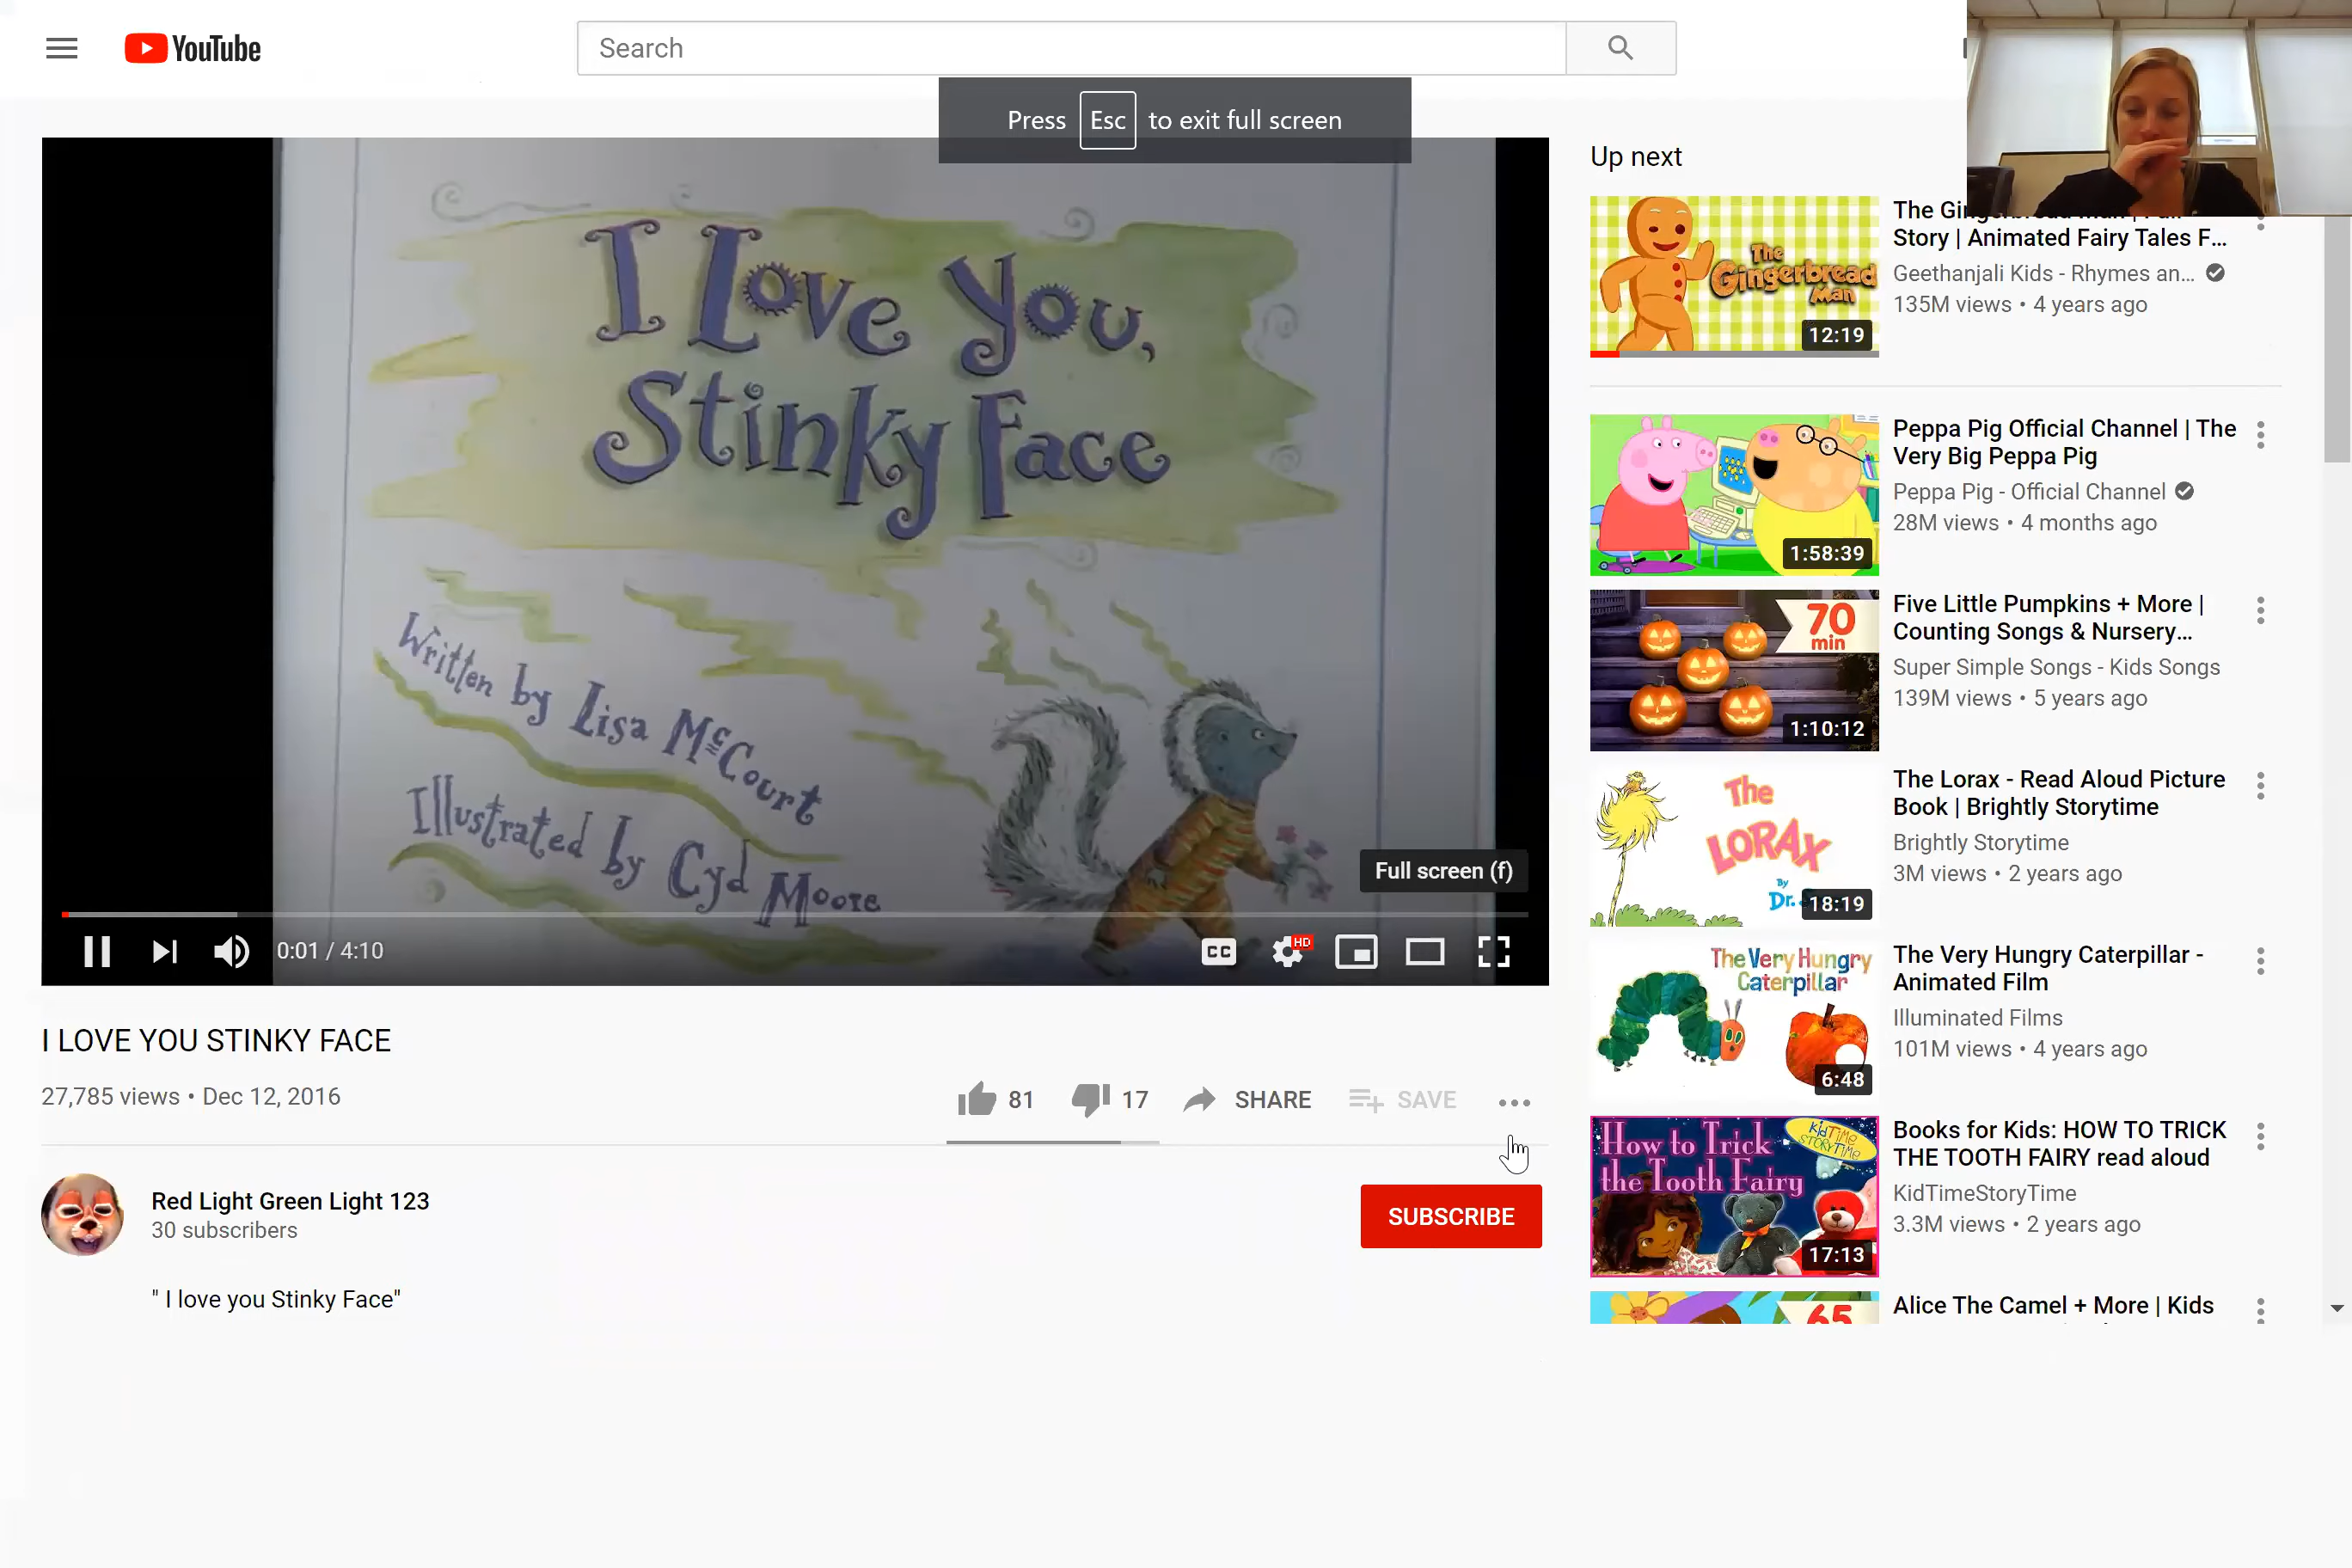 YouTube
Search
Press Esc to exit full screen
I Love You,
Stinky Face
Written by Lisa McCourt
Illustrated by Cyd Moore
Full screen (f)
0:01 / 4:10
CC
HD
I LOVE YOU STINKY FACE
27,785 views • Dec 12, 2016
81
17
SHARE
SAVE
Red Light Green Light 123
30 subscribers
SUBSCRIBE
" I love you Stinky Face"
Up next
The
Gingerbread
Man
12:19
Story | Animated Fairy Tales F...
Geethanjali Kids - Rhymes an...
135M views • 4 years ago
1:58:39
Peppa Pig Official Channel | The
Very Big Peppa Pig
Peppa Pig - Official Channel
28M views • 4 months ago
70
min
1:10:12
Five Little Pumpkins + More |
Counting Songs & Nursery...
Super Simple Songs - Kids Songs
139M views • 5 years ago
The
LORAX
By
Dr.
18:19
The Lorax - Read Aloud Picture
Book | Brightly Storytime
Brightly Storytime
3M views • 2 years ago
The Very Hungry
Caterpillar
6:48
The Very Hungry Caterpillar -
Animated Film
Illuminated Films
101M views • 4 years ago
How to Trick
the Tooth Fairy
KidTime
STORYTIME
17:13
Books for Kids: HOW TO TRICK
THE TOOTH FAIRY read aloud
KidTimeStoryTime
3.3M views • 2 years ago
65
Alice The Camel + More | Kids